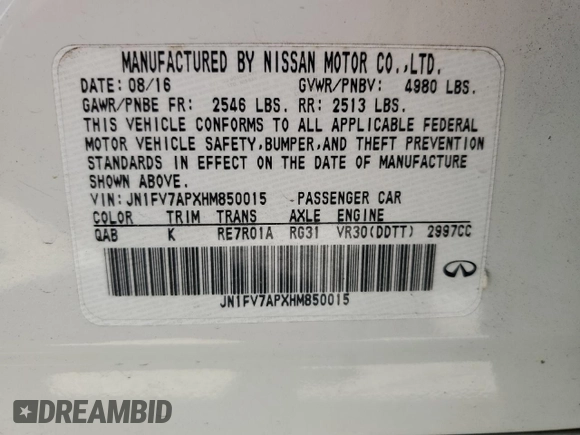 MANUFACTURED BY NISSAN MOTOR CO.,LTD.
DATE: 08/16 GVWR/PNBV: 4980 LBS.
GAWR/PNBE FR: 2546 LBS. RR: 2513 LBS.
THIS VEHICLE CONFORMS TO ALL APPLICABLE FEDERAL
MOTOR VEHICLE SAFETY,BUMPER,AND THEFT PREVENTION
STANDARDS IN EFFECT ON THE DATE OF MANUFACTURE
SHOWN ABOVE.
VIN: JN1FV7APXHM850015 -PASSENGER CAR
COLOR TRIM TRANS AXLE ENGINE
QAB K RE7R01A RG31 VR30(DDTT) 2997CC
JN1FV7APXHM850015
DREAMBID